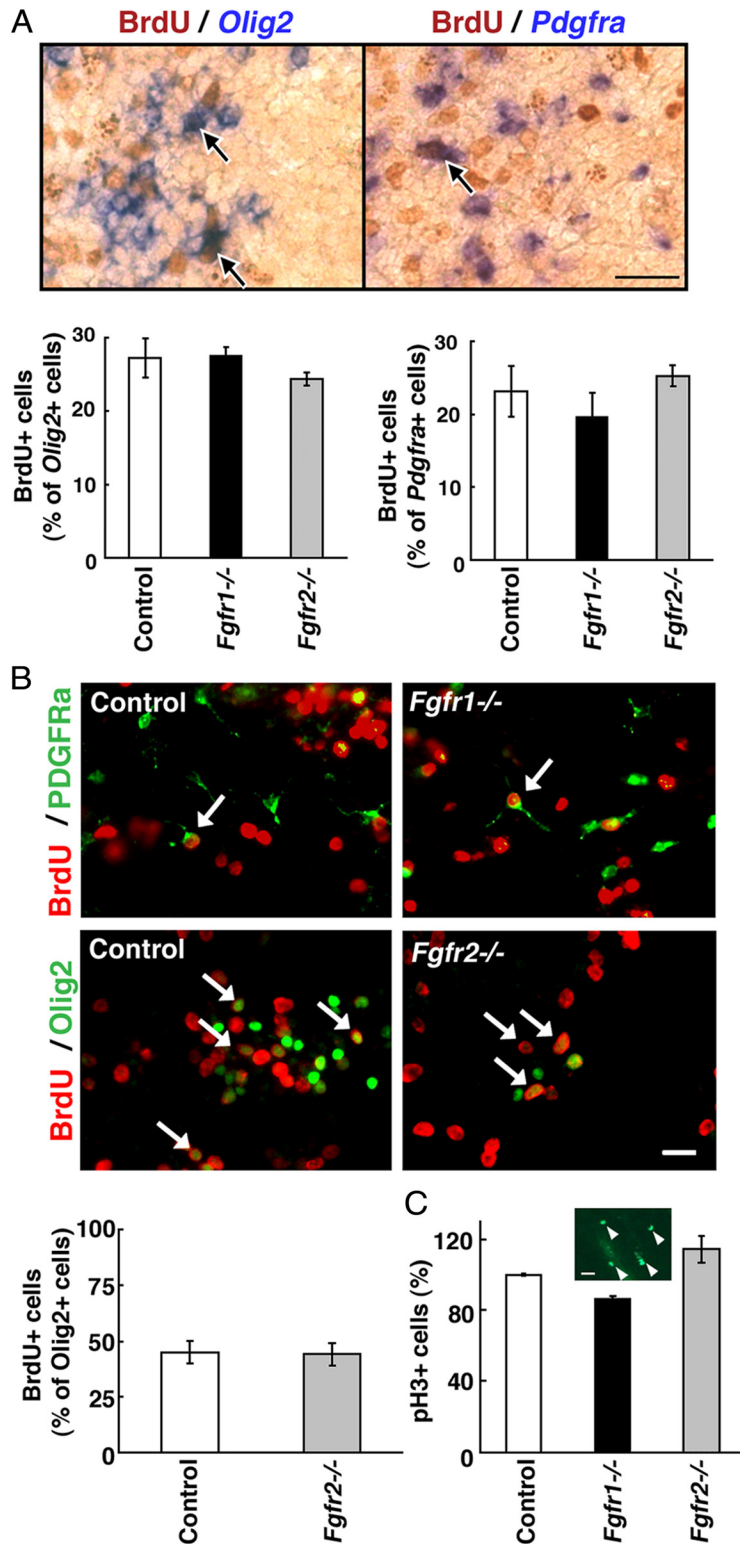 A
BrdU / Olig2
BrdU / Pdgfra
BrdU+ cells
(% of Olig2+ cells)
30
20
10
0
Control
Fgfr1-/-
Fgfr2-/-
BrdU+ cells
(% of Pdgfra+ cells)
30
20
10
0
Control
Fgfr1-/-
Fgfr2-/-
B
BrdU / PDGFRa
Control
Fgfr1-/-
BrdU / Olig2
Control
Fgfr2-/-
BrdU+ cells
(% of Olig2+ cells)
100
75
50
25
0
Control
Fgfr2-/-
C
pH3+ cells (%)
120
80
40
0
Control
Fgfr1-/-
Fgfr2-/-